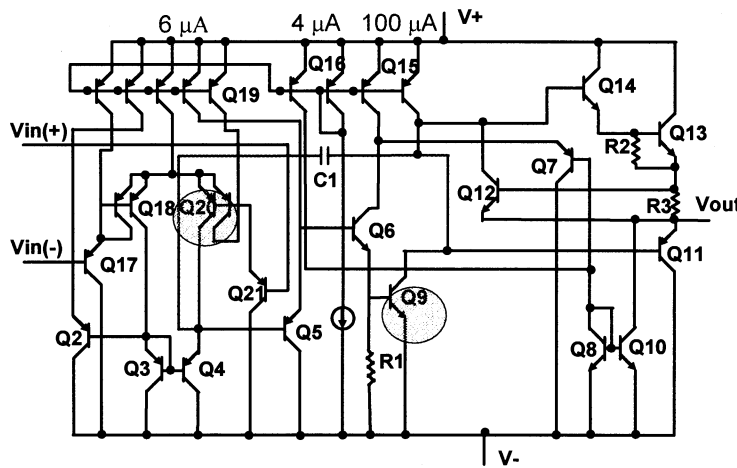 6 μA 4 μA 100 μA V+
Q16 Q15
Q19 Q14
Vin(+) Q13
R2
C1 Q7
Q12
Q18 Q20 R3 Vout
Q6
Vin(-) Q11
Q17
Q21 Q9
Q2 Q5
Q3 Q4 R1 Q8 Q10
V-